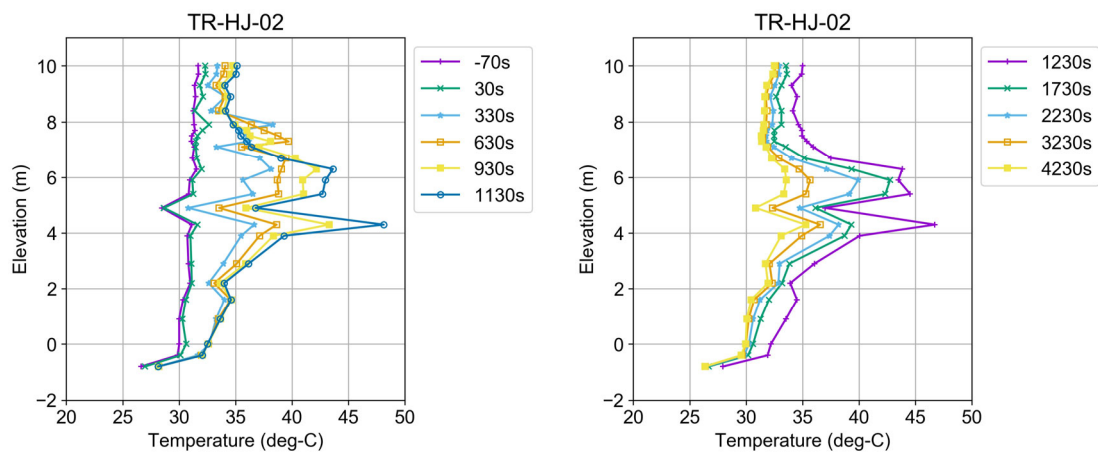 TR-HJ-02
10
8
6
4
2
0
−2
20 25 30 35 40 45 50
Elevation (m)
Temperature (deg-C)
-70s
30s
330s
630s
930s
1130s
TR-HJ-02
10
8
6
4
2
0
−2
20 25 30 35 40 45 50
Elevation (m)
Temperature (deg-C)
1230s
1730s
2230s
3230s
4230s